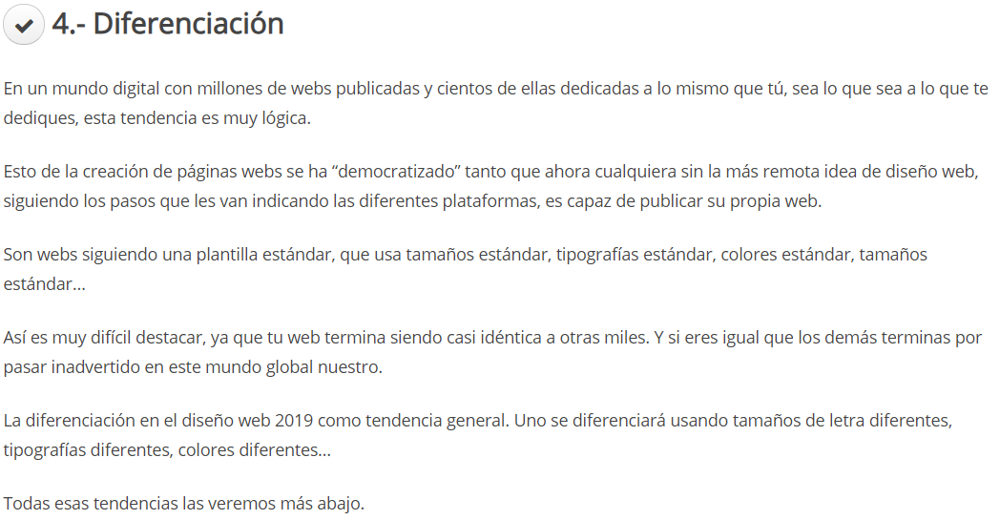 4.- Diferenciación
En un mundo digital con millones de webs publicadas y cientos de ellas dedicadas a lo mismo que tú, sea lo que sea a lo que te
dediques, esta tendencia es muy lógica.
Esto de la creación de páginas webs se ha “democratizado” tanto que ahora cualquiera sin la más remota idea de diseño web,
siguiendo los pasos que les van indicando las diferentes plataformas, es capaz de publicar su propia web.
Son webs siguiendo una plantilla estándar, que usa tamaños estándar, tipografías estándar, colores estándar, tamaños
estándar…
Así es muy difícil destacar, ya que tu web termina siendo casi idéntica a otras miles. Y si eres igual que los demás terminas por
pasar inadvertido en este mundo global nuestro.
La diferenciación en el diseño web 2019 como tendencia general. Uno se diferenciará usando tamaños de letra diferentes,
tipografías diferentes, colores diferentes…
Todas esas tendencias las veremos más abajo.